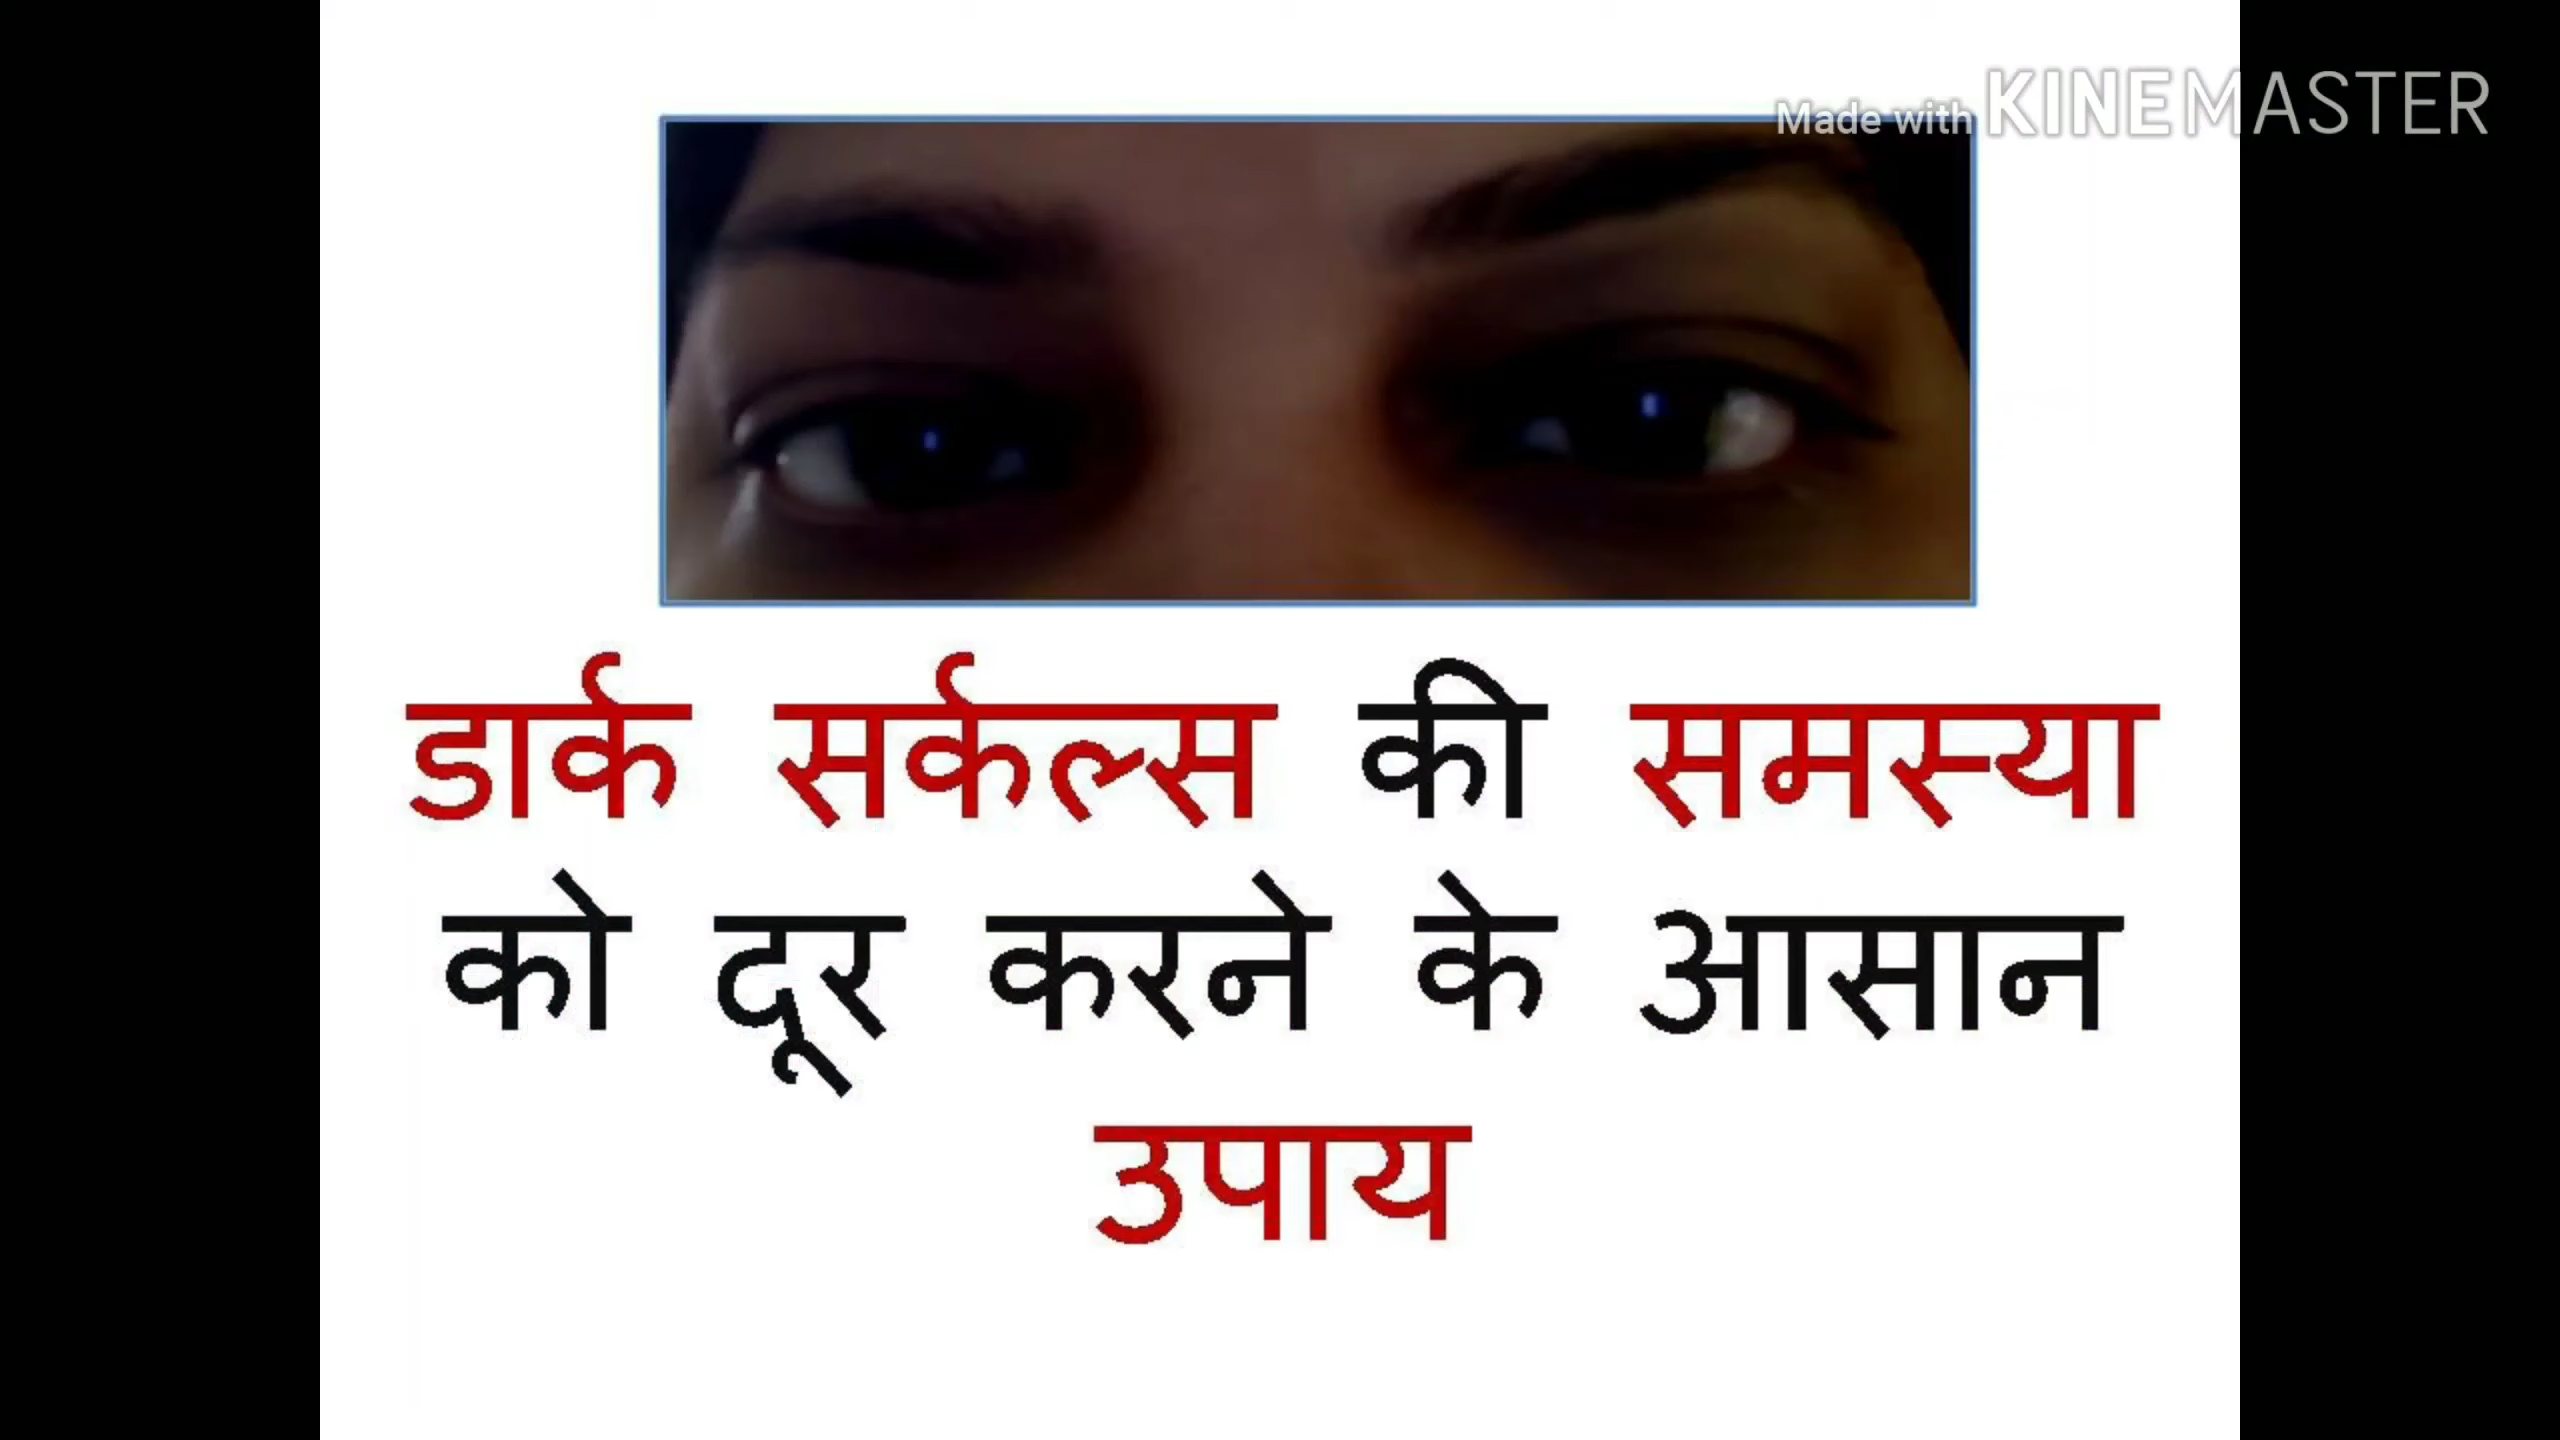 Made with KINEMASTER
डार्क सर्कल्स की समस्या
को दूर करने के आसान
उपाय